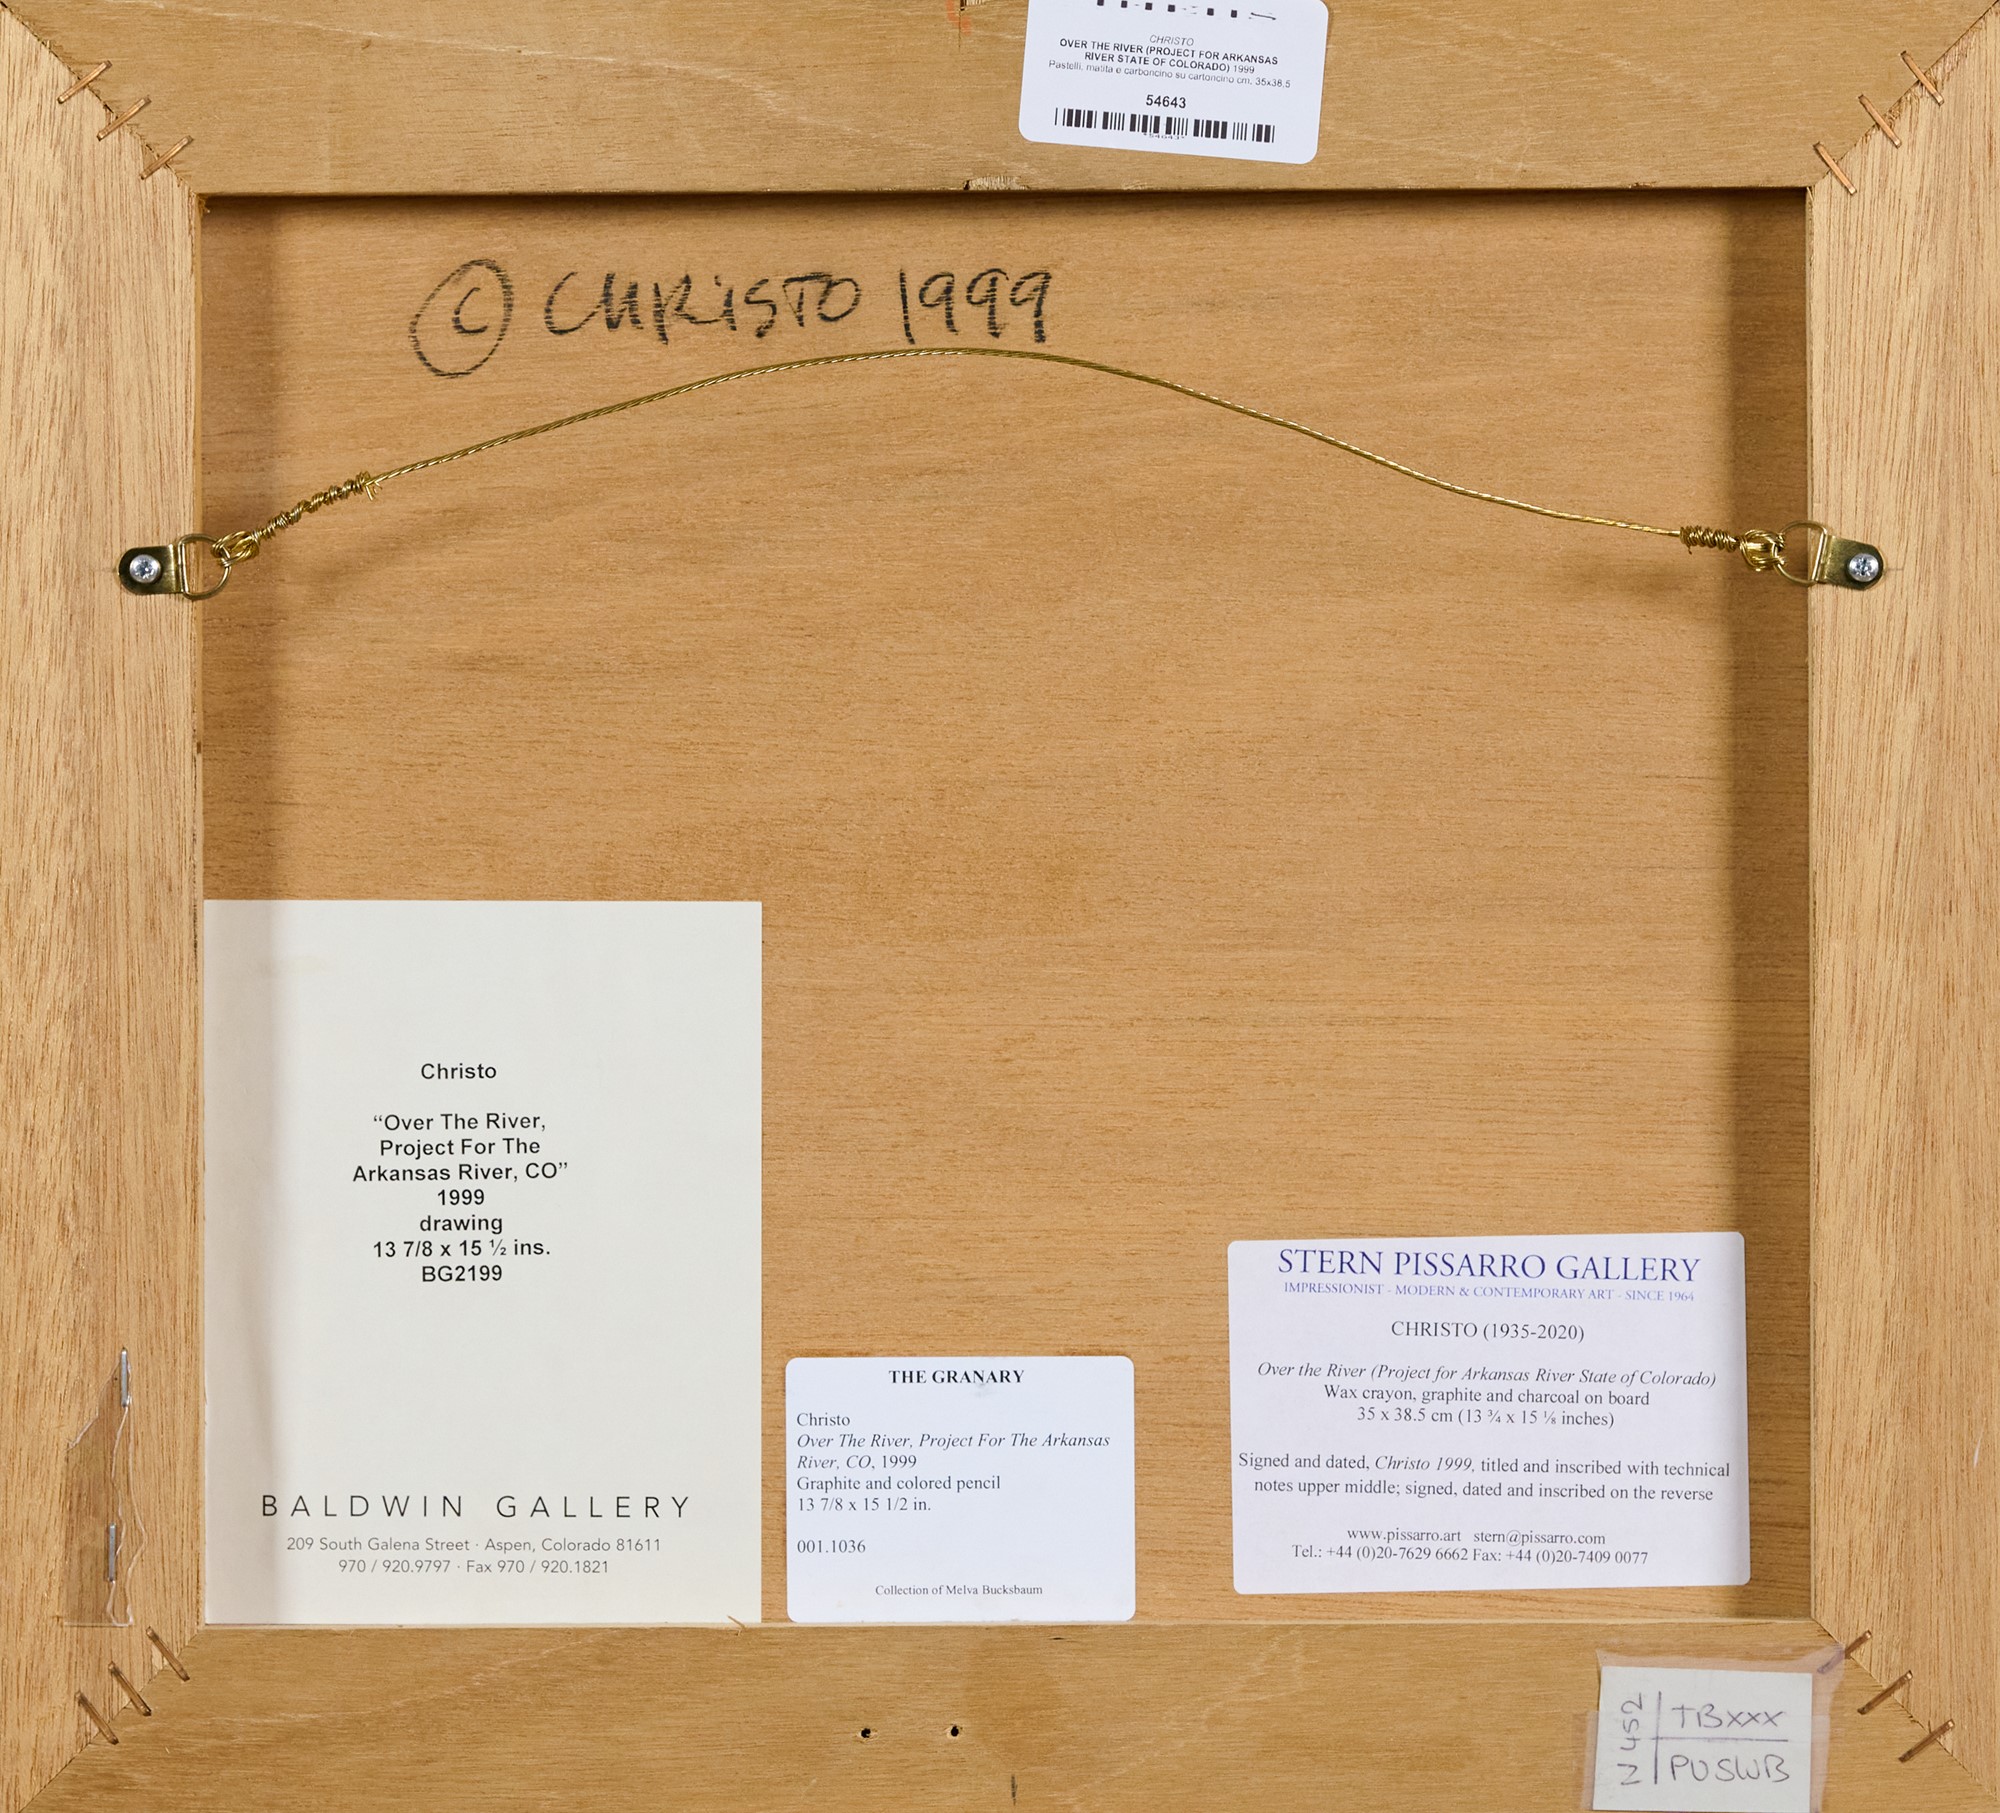 CHRISTO
OVER THE RIVER (PROJECT FOR ARKANSAS
RIVER STATE OF COLORADO) 1999
Pastelli, matita e carboncino su cartoncino cm. 35x38.5
54643
*54643*
© CHRISTO 1999
Christo
“Over The River,
Project For The
Arkansas River, CO”
1999
drawing
13 7/8 x 15 ½ ins.
BG2199
BALDWIN GALLERY
209 South Galena Street · Aspen, Colorado 81611
970 / 920.9797 · Fax 970 / 920.1821
THE GRANARY
Christo
Over The River, Project For The Arkansas
River, CO, 1999
Graphite and colored pencil
13 7/8 x 15 1/2 in.
001.1036
Collection of Melva Bucksbaum
STERN PISSARRO GALLERY
IMPRESSIONIST - MODERN & CONTEMPORARY ART - SINCE 1964
CHRISTO (1935-2020)
Over the River (Project for Arkansas River State of Colorado)
Wax crayon, graphite and charcoal on board
35 x 38.5 cm (13 ¾ x 15 ⅛ inches)
Signed and dated, Christo 1999, titled and inscribed with technical
notes upper middle; signed, dated and inscribed on the reverse
www.pissarro.art stern@pissarro.com
Tel.: +44 (0)20-7629 6662 Fax: +44 (0)20-7409 0077
N452
TBXXX
PUSWB